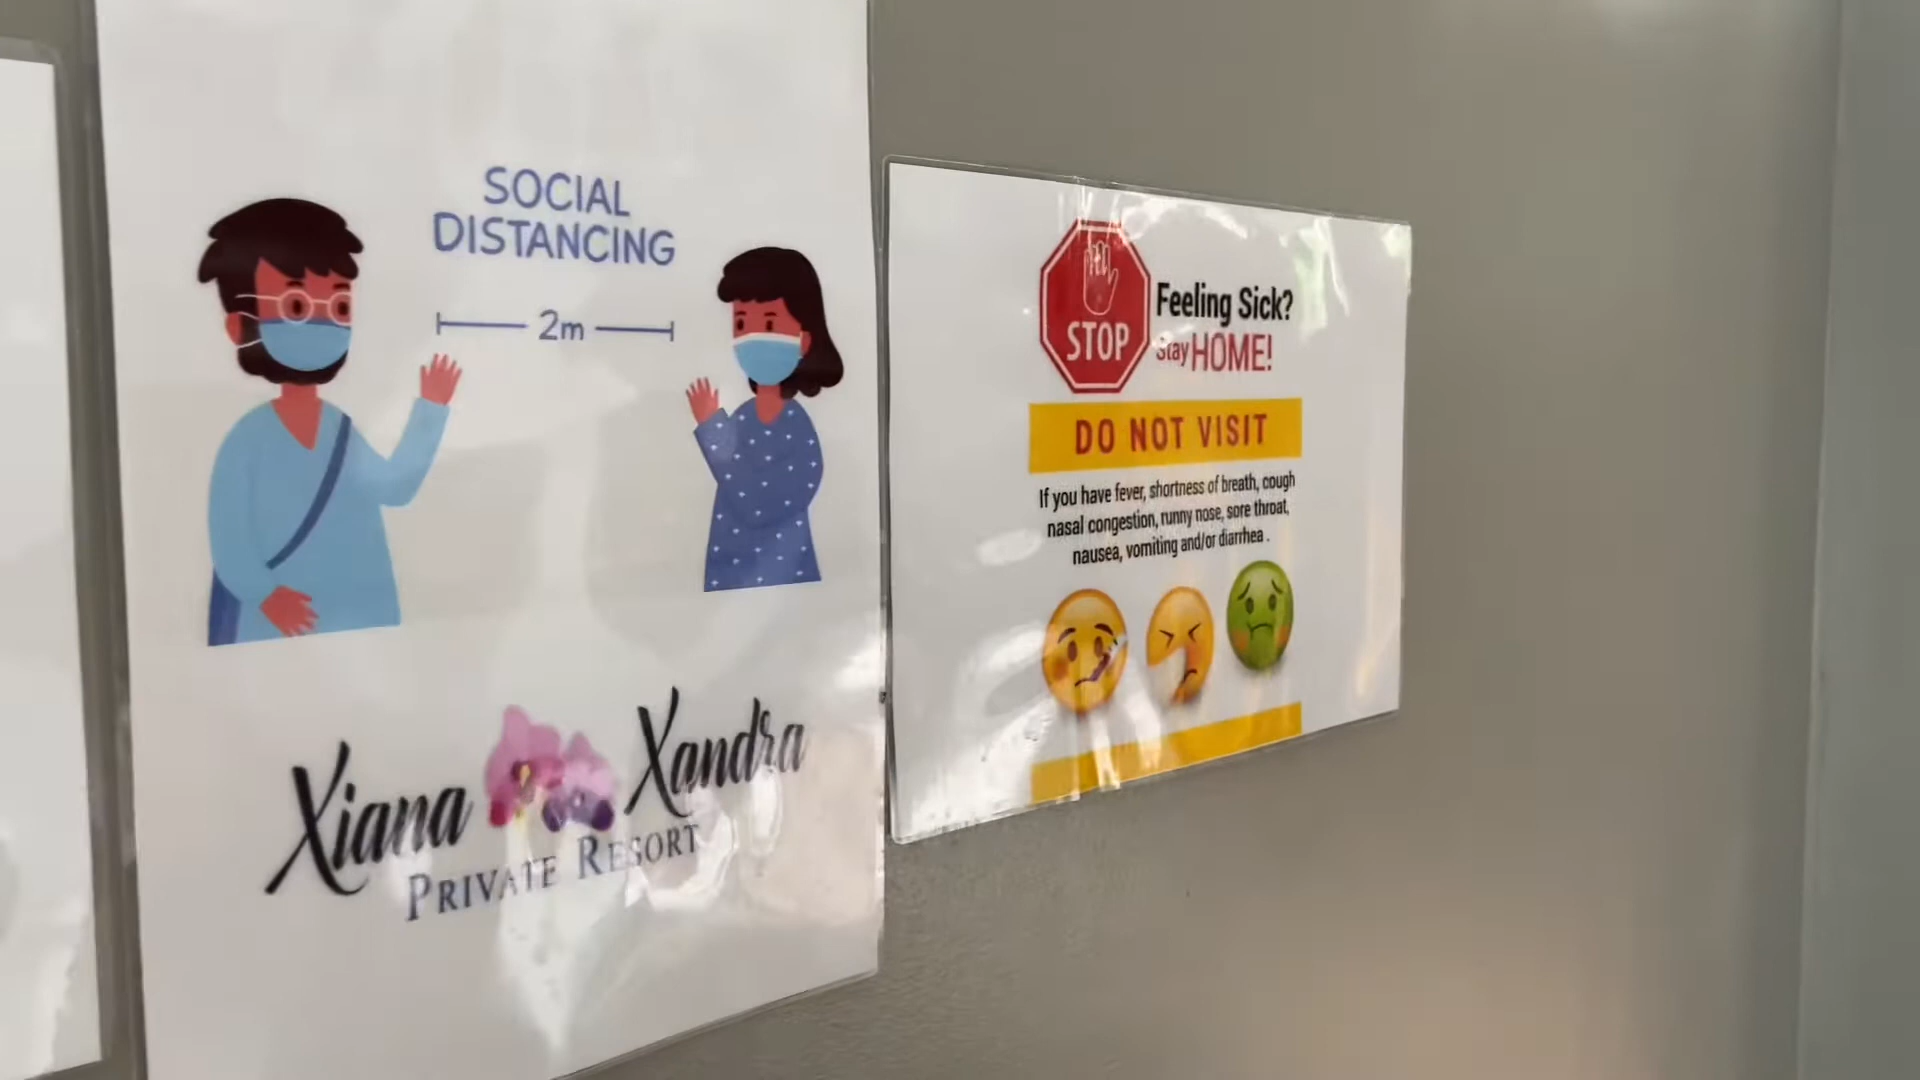 SOCIAL
DISTANCING
2m
Xiana Xandra
PRIVATE RESORT
STOP
Feeling Sick?
Stay HOME!
DO NOT VISIT
If you have fever, shortness of breath, cough
nasal congestion, runny nose, sore throat,
nausea, vomiting and/or diarrhea .